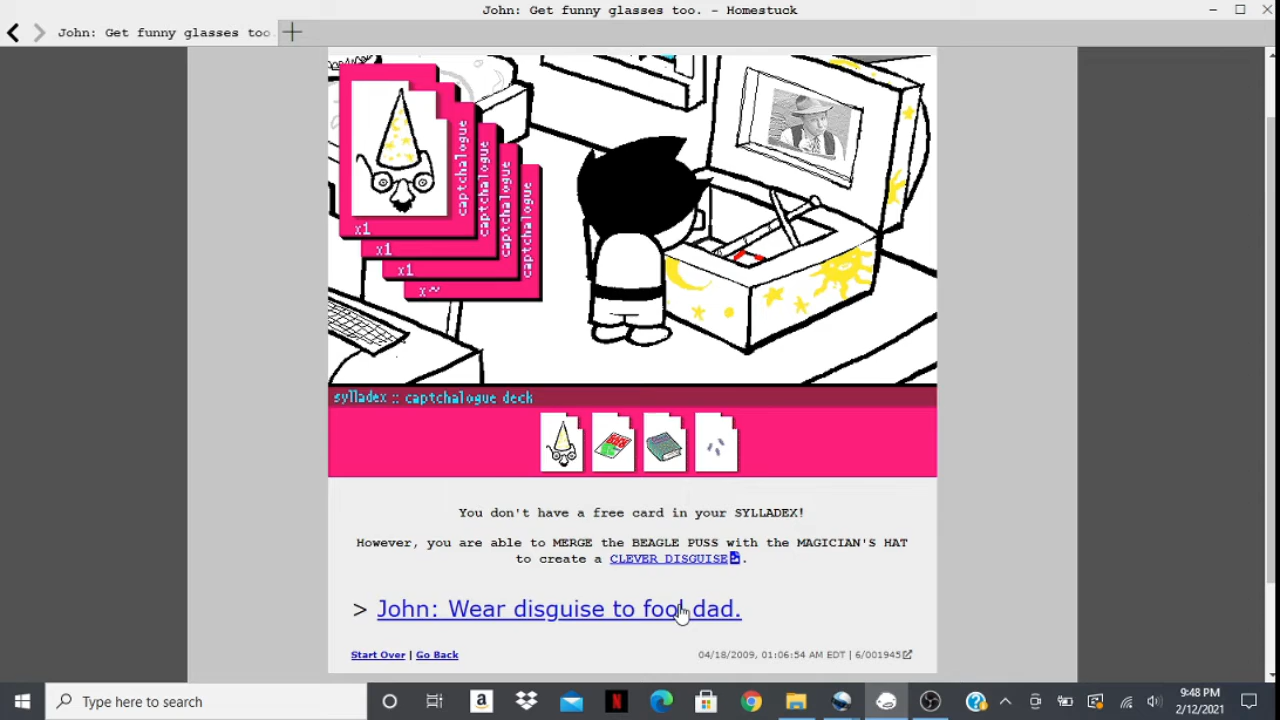 John: Get funny glasses too. - Homestuck
John: Get funny glasses too
captchalogue
captchalogue
captchalogue
captchalogue
x1
x1
x1
x~
sylladex :: captchalogue deck
You don't have a free card in your SYLLADEX!
However, you are able to MERGE the BEAGLE PUSS with the MAGICIAN'S HAT
to create a CLEVER DISGUISE.
> John: Wear disguise to fool dad.
Start Over | Go Back
04/18/2009, 01:06:54 AM EDT | 6/001945
Type here to search
9:48 PM
2/12/2021